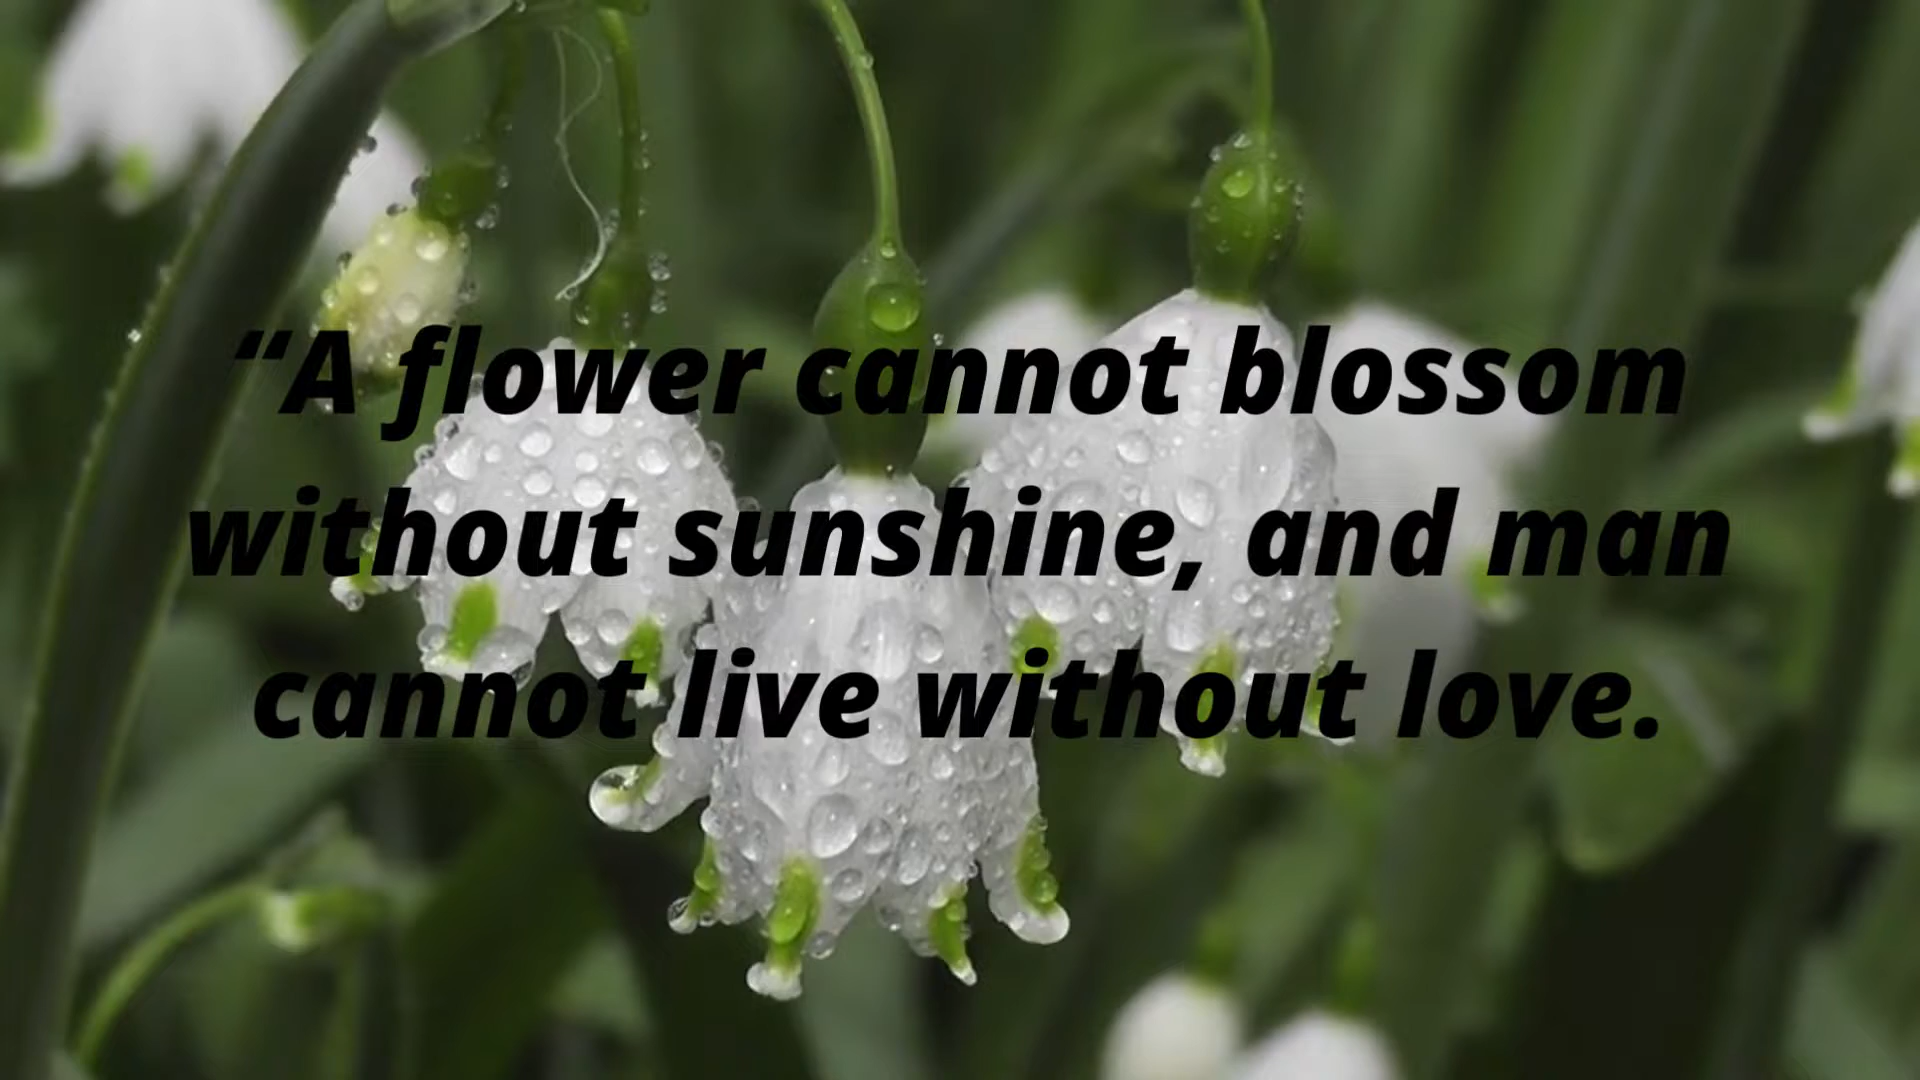 “A flower cannot blossom
without sunshine, and man
cannot live without love.